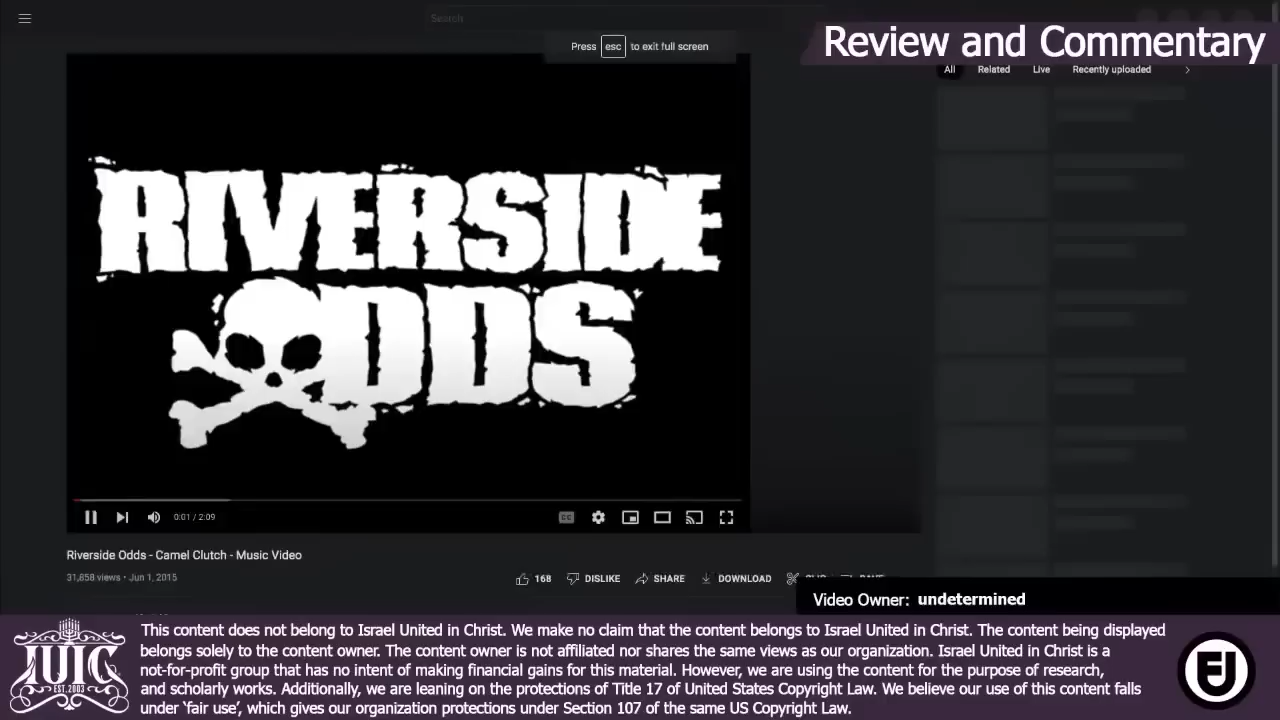 Search
Review and Commentary
Press esc to exit full screen
All Related Live Recently uploaded
RIVERSIDE
ODDS
0:01 / 2:09
CC
Riverside Odds - Camel Clutch - Music Video
31,858 views • Jun 1, 2015
168 DISLIKE SHARE DOWNLOAD
Video Owner: undetermined
This content does not belong to Israel United in Christ. We make no claim that the content belongs to Israel United in Christ. The content being displayed
belongs solely to the content owner. The content owner is not affiliated nor shares the same views as our organization. Israel United in Christ is a
not-for-profit group that has no intent of making financial gains for this material. However, we are using the content for the purpose of research,
and scholarly works. Additionally, we are leaning on the protections of Title 17 of United States Copyright Law. We believe our use of this content falls
under ‘fair use’, which gives our organization protections under Section 107 of the same US Copyright Law.
IUIC
EST. 2003